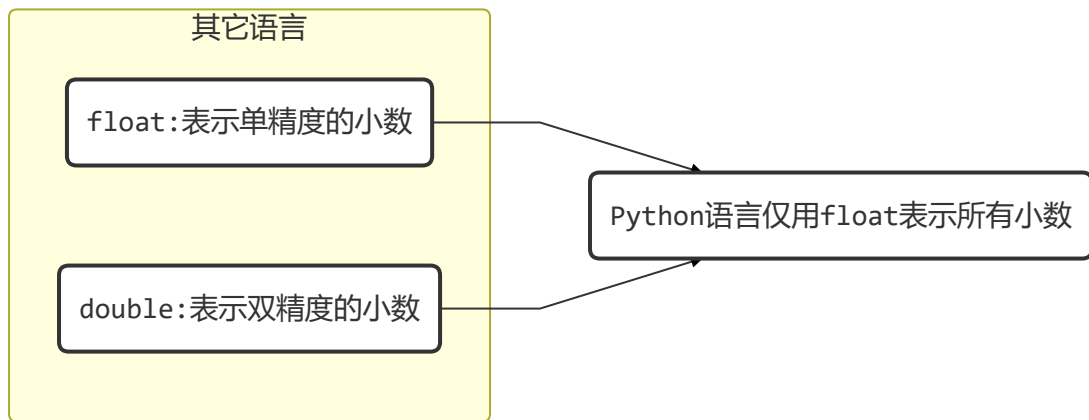 其它语言
float:表示单精度的小数
Python语言仅用float表示所有小数
double:表示双精度的小数